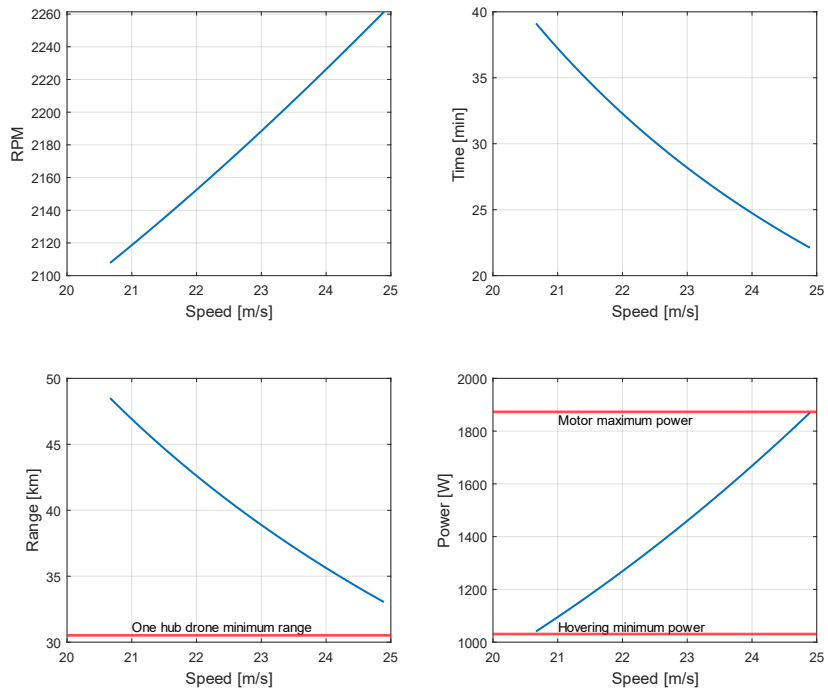 2260
2240
2220
2200
2180
2160
2140
2120
2100
RPM
20 21 22 23 24 25
Speed [m/s]
40
35
30
25
20
Time [min]
20 21 22 23 24 25
Speed [m/s]
50
45
40
35
30
Range [km]
One hub drone minimum range
20 21 22 23 24 25
Speed [m/s]
2000
1800
1600
1400
1200
1000
Power [W]
Motor maximum power
Hovering minimum power
20 21 22 23 24 25
Speed [m/s]